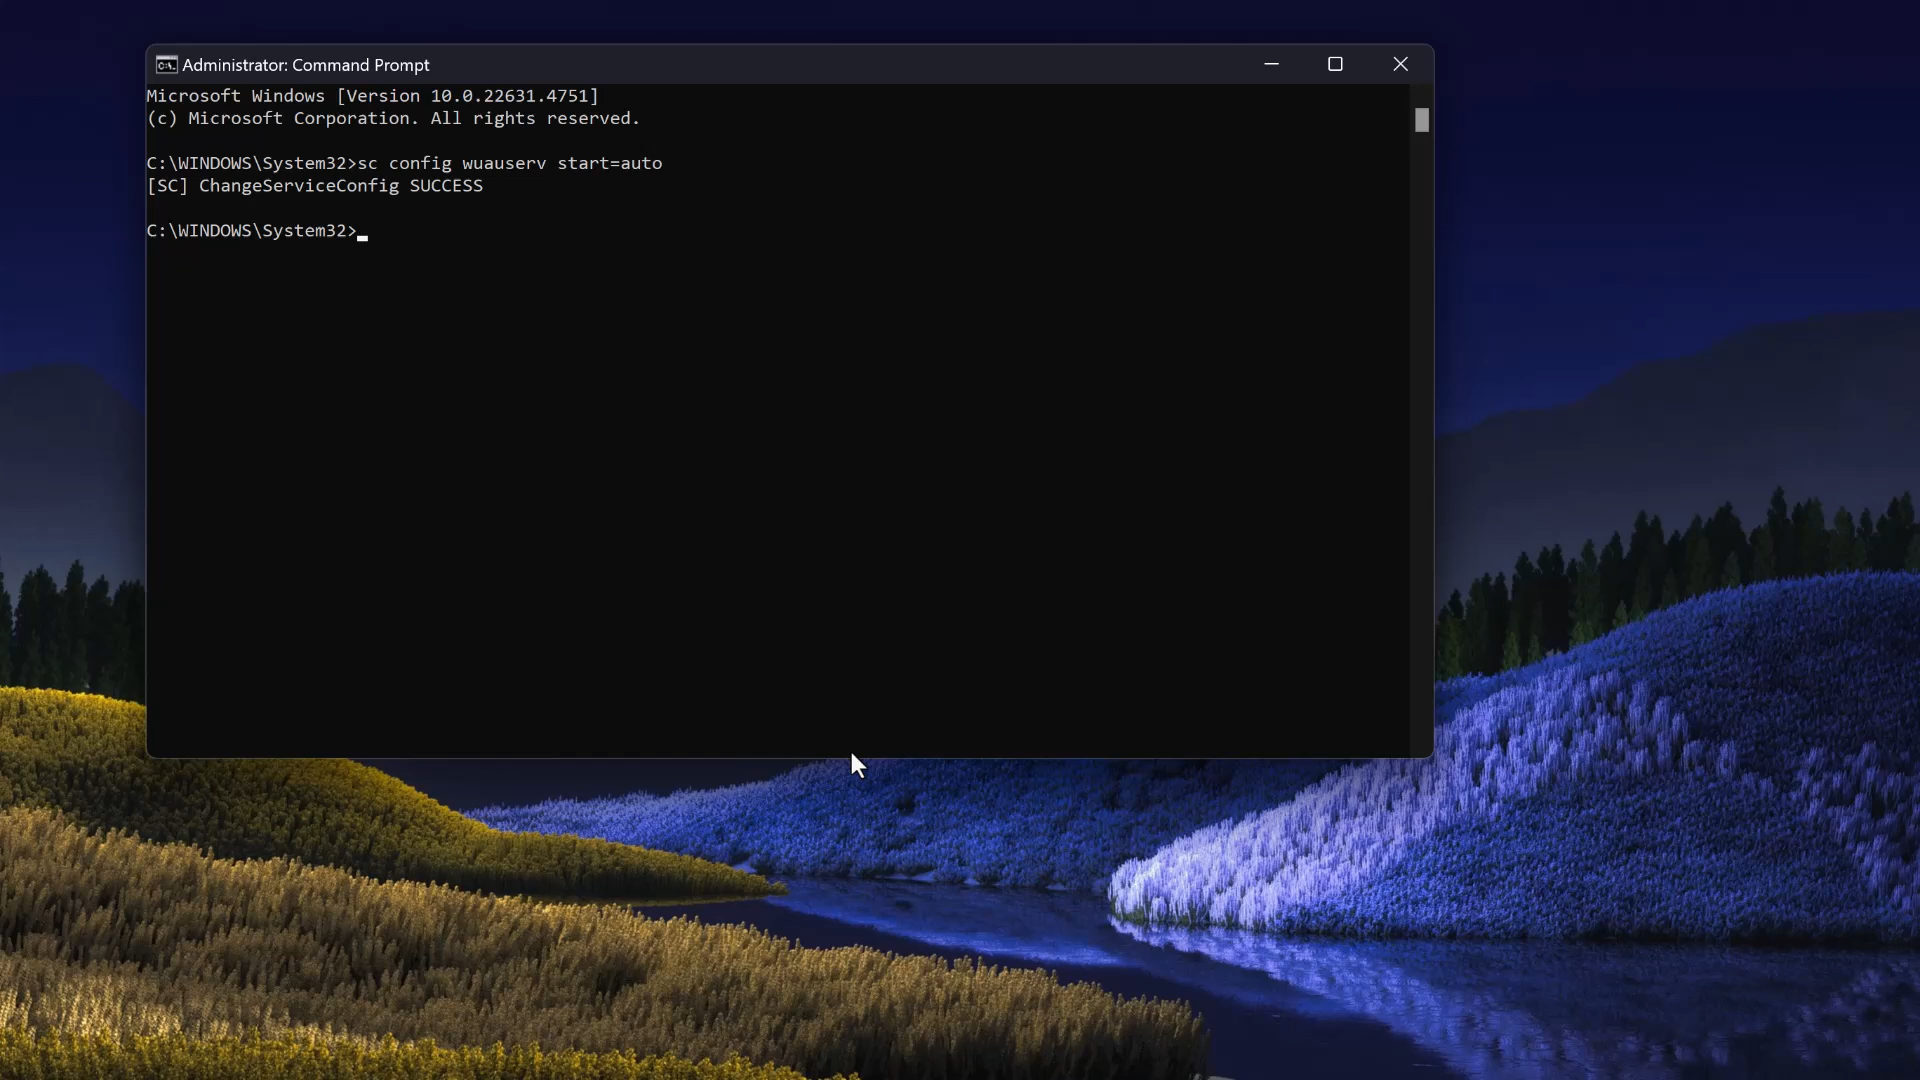 Administrator: Command Prompt
Microsoft Windows [Version 10.0.22631.4751]
(c) Microsoft Corporation. All rights reserved.
C:\WINDOWS\System32>sc config wuauserv start=auto
[SC] ChangeServiceConfig SUCCESS
C:\WINDOWS\System32>